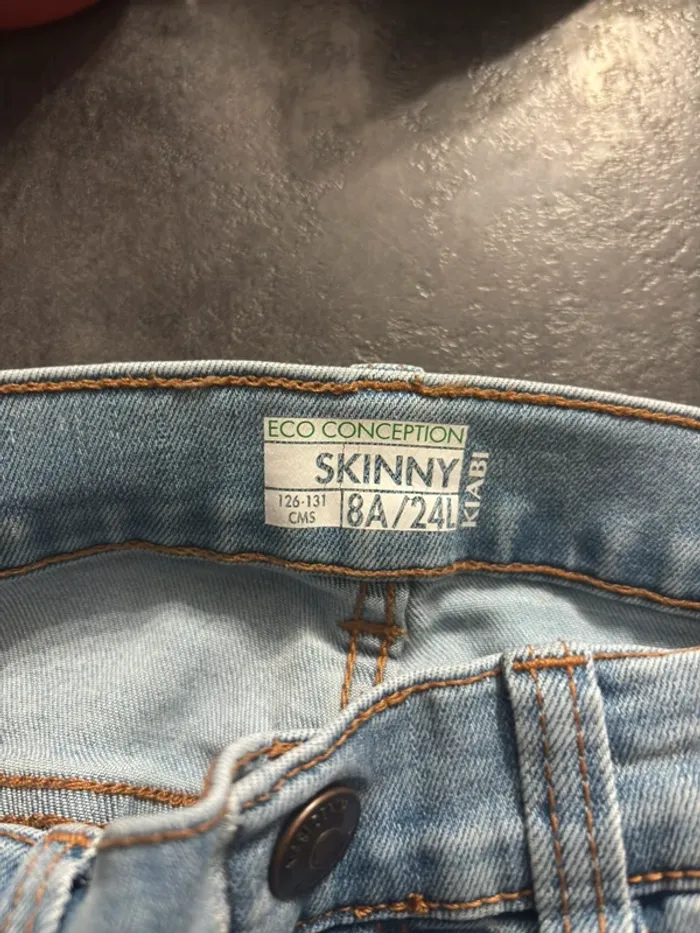 ECO CONCEPTION
SKINNY
126-131
CMS
8A/24L
KIABI